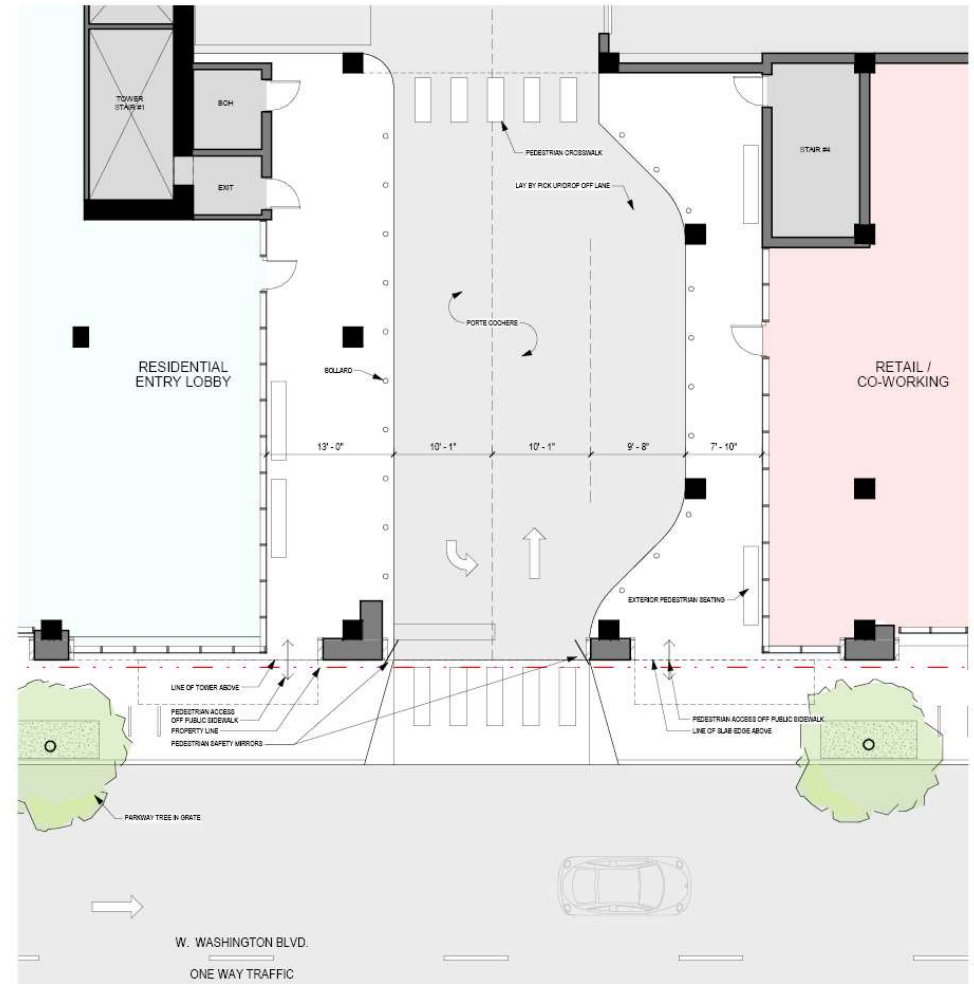 TOWER
STAIR #1
BOH
EXIT
STAIR #4
PEDESTRIAN CROSSWALK
LAY BY PICK UP/DROP OFF LANE
PORTE COCHERE
RESIDENTIAL
ENTRY LOBBY
BOLLARD
RETAIL /
CO-WORKING
13' - 0"
10' - 1"
10' - 1"
9' - 8"
7' - 10"
EXTERIOR PEDESTRIAN SEATING
LINE OF TOWER ABOVE
PEDESTRIAN ACCESS
OFF PUBLIC SIDEWALK
PROPERTY LINE
PEDESTRIAN SAFETY MIRRORS
PEDESTRIAN ACCESS OFF PUBLIC SIDEWALK
LINE OF SLAB EDGE ABOVE
PARKWAY TREE IN GRATE
W. WASHINGTON BLVD.
ONE WAY TRAFFIC